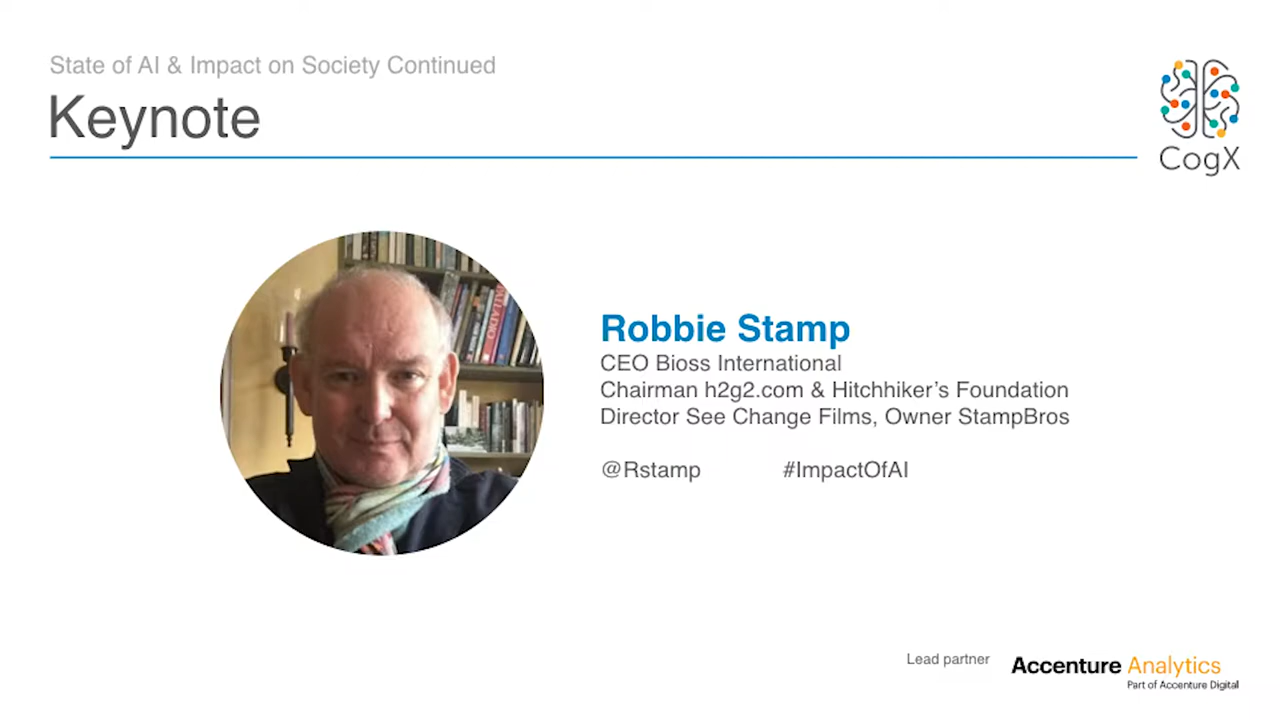 State of AI & Impact on Society Continued
Keynote
CogX
PALLADIO
Robbie Stamp
CEO Bioss International
Chairman h2g2.com & Hitchhiker’s Foundation
Director See Change Films, Owner StampBros
@Rstamp #ImpactOfAI
Lead partner Accenture Analytics
Part of Accenture Digital